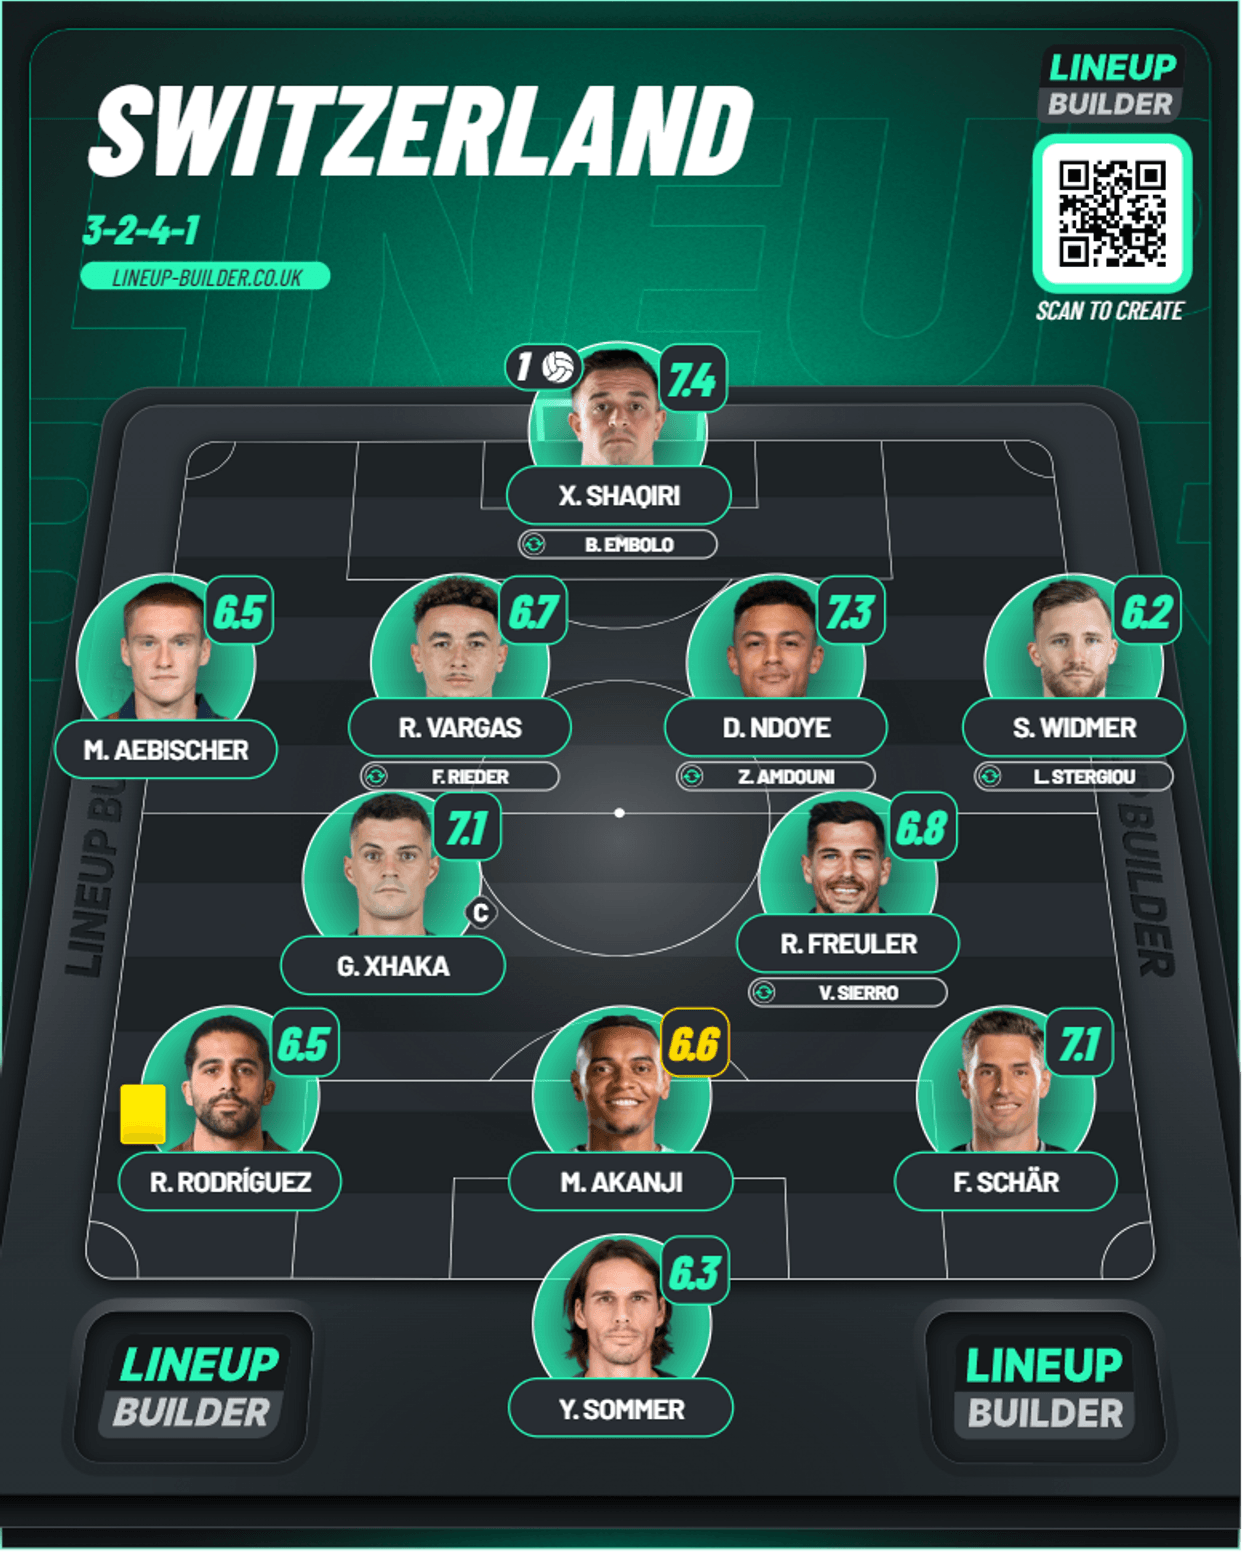 SWITZERLAND
3-2-4-1
LINEUP-BUILDER.CO.UK
LINEUP
BUILDER
SCAN TO CREATE
1
7.4
X. SHAQIRI
B. EMBOLO
6.5
6.7
7.3
6.2
M. AEBISCHER
R. VARGAS
D. NDOYE
S. WIDMER
F. RIEDER
Z. AMDOUNI
L. STERGIOU
7.1
6.8
C
G. XHAKA
R. FREULER
V. SIERRO
LINEUP BU
BUILDER
6.5
6.6
7.1
R. RODRÍGUEZ
M. AKANJI
F. SCHÄR
6.3
Y. SOMMER
LINEUP
BUILDER
LINEUP
BUILDER